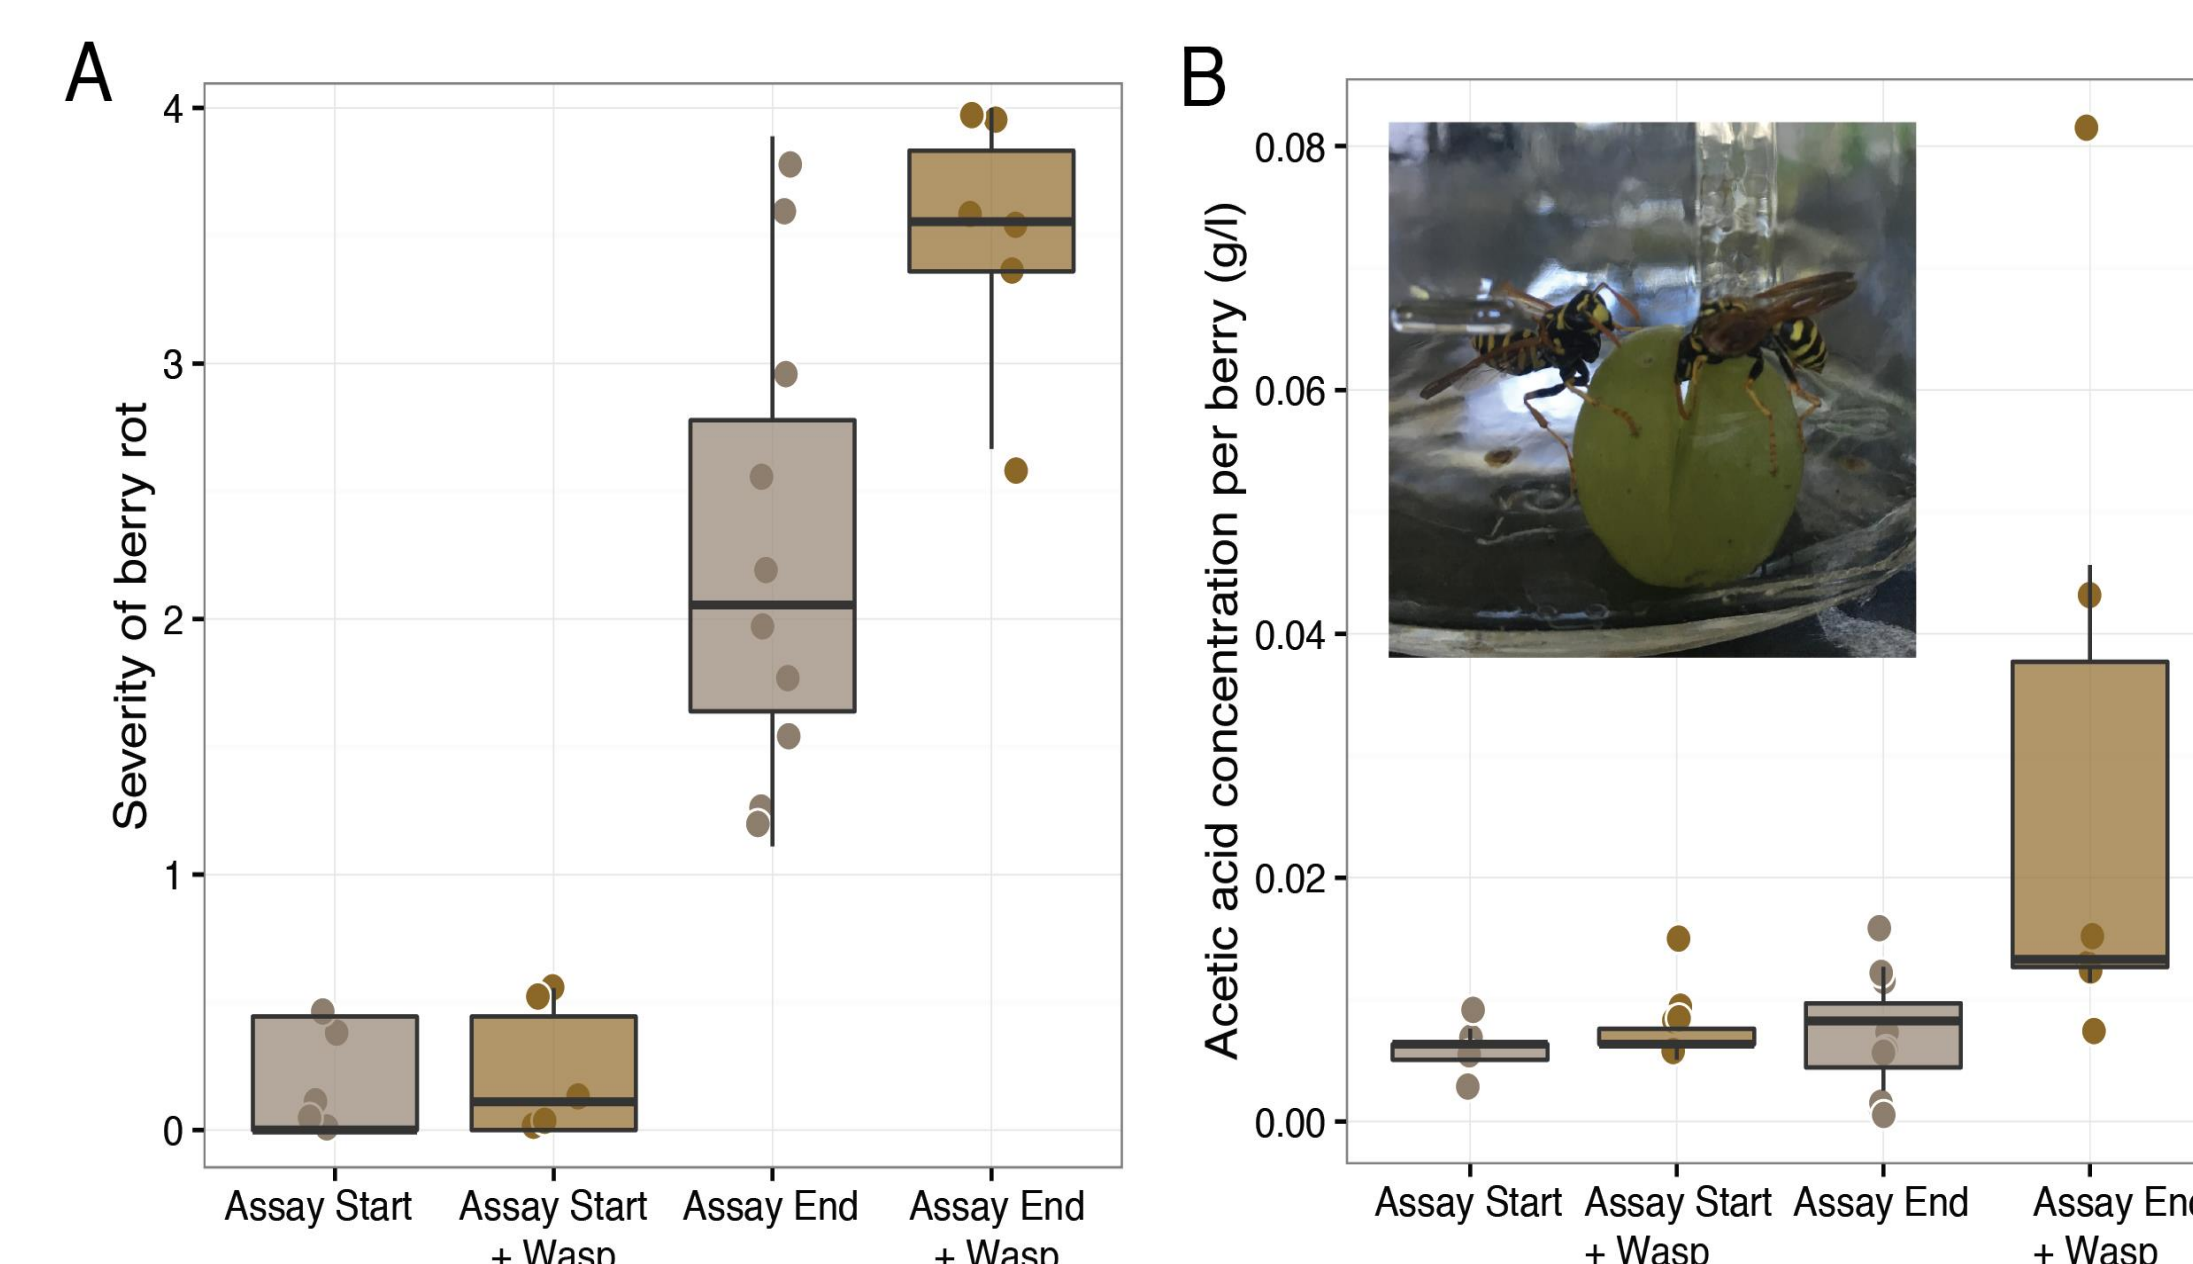 A
4
3
2
1
0
Severity of berry rot
Assay Start
Assay Start
+ Wasp
Assay End
Assay End
+ Wasp
B
0.08
0.06
0.04
0.02
0.00
Acetic acid concentration per berry (g/l)
Assay Start
Assay Start
+ Wasp
Assay End
Assay End
+ Wasp